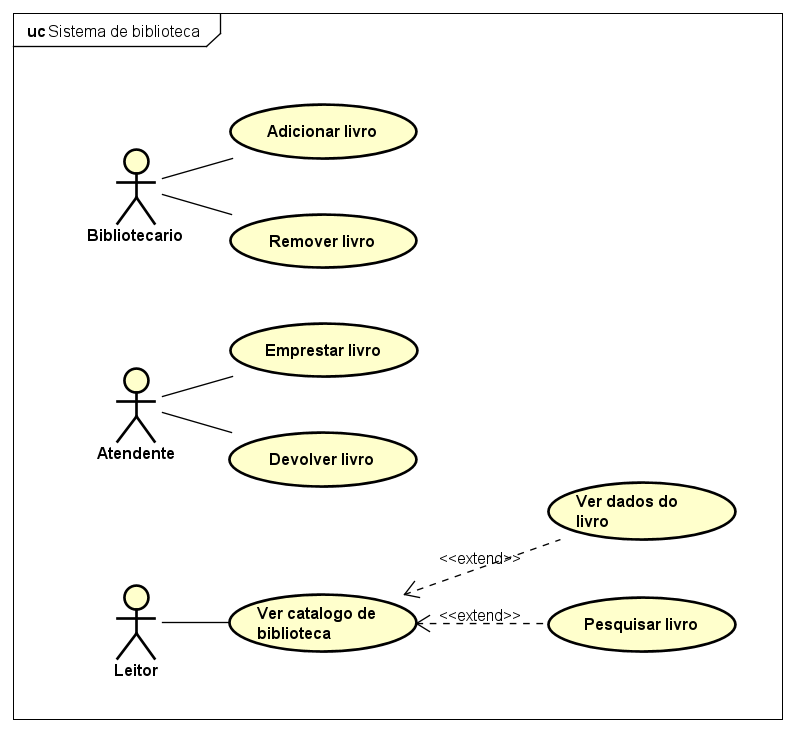 uc Sistema de biblioteca
Adicionar livro
Bibliotecario
Remover livro
Emprestar livro
Atendente
Devolver livro
Ver dados do
livro
<<extend>>
Ver catalogo de
biblioteca
<<extend>>
Pesquisar livro
Leitor